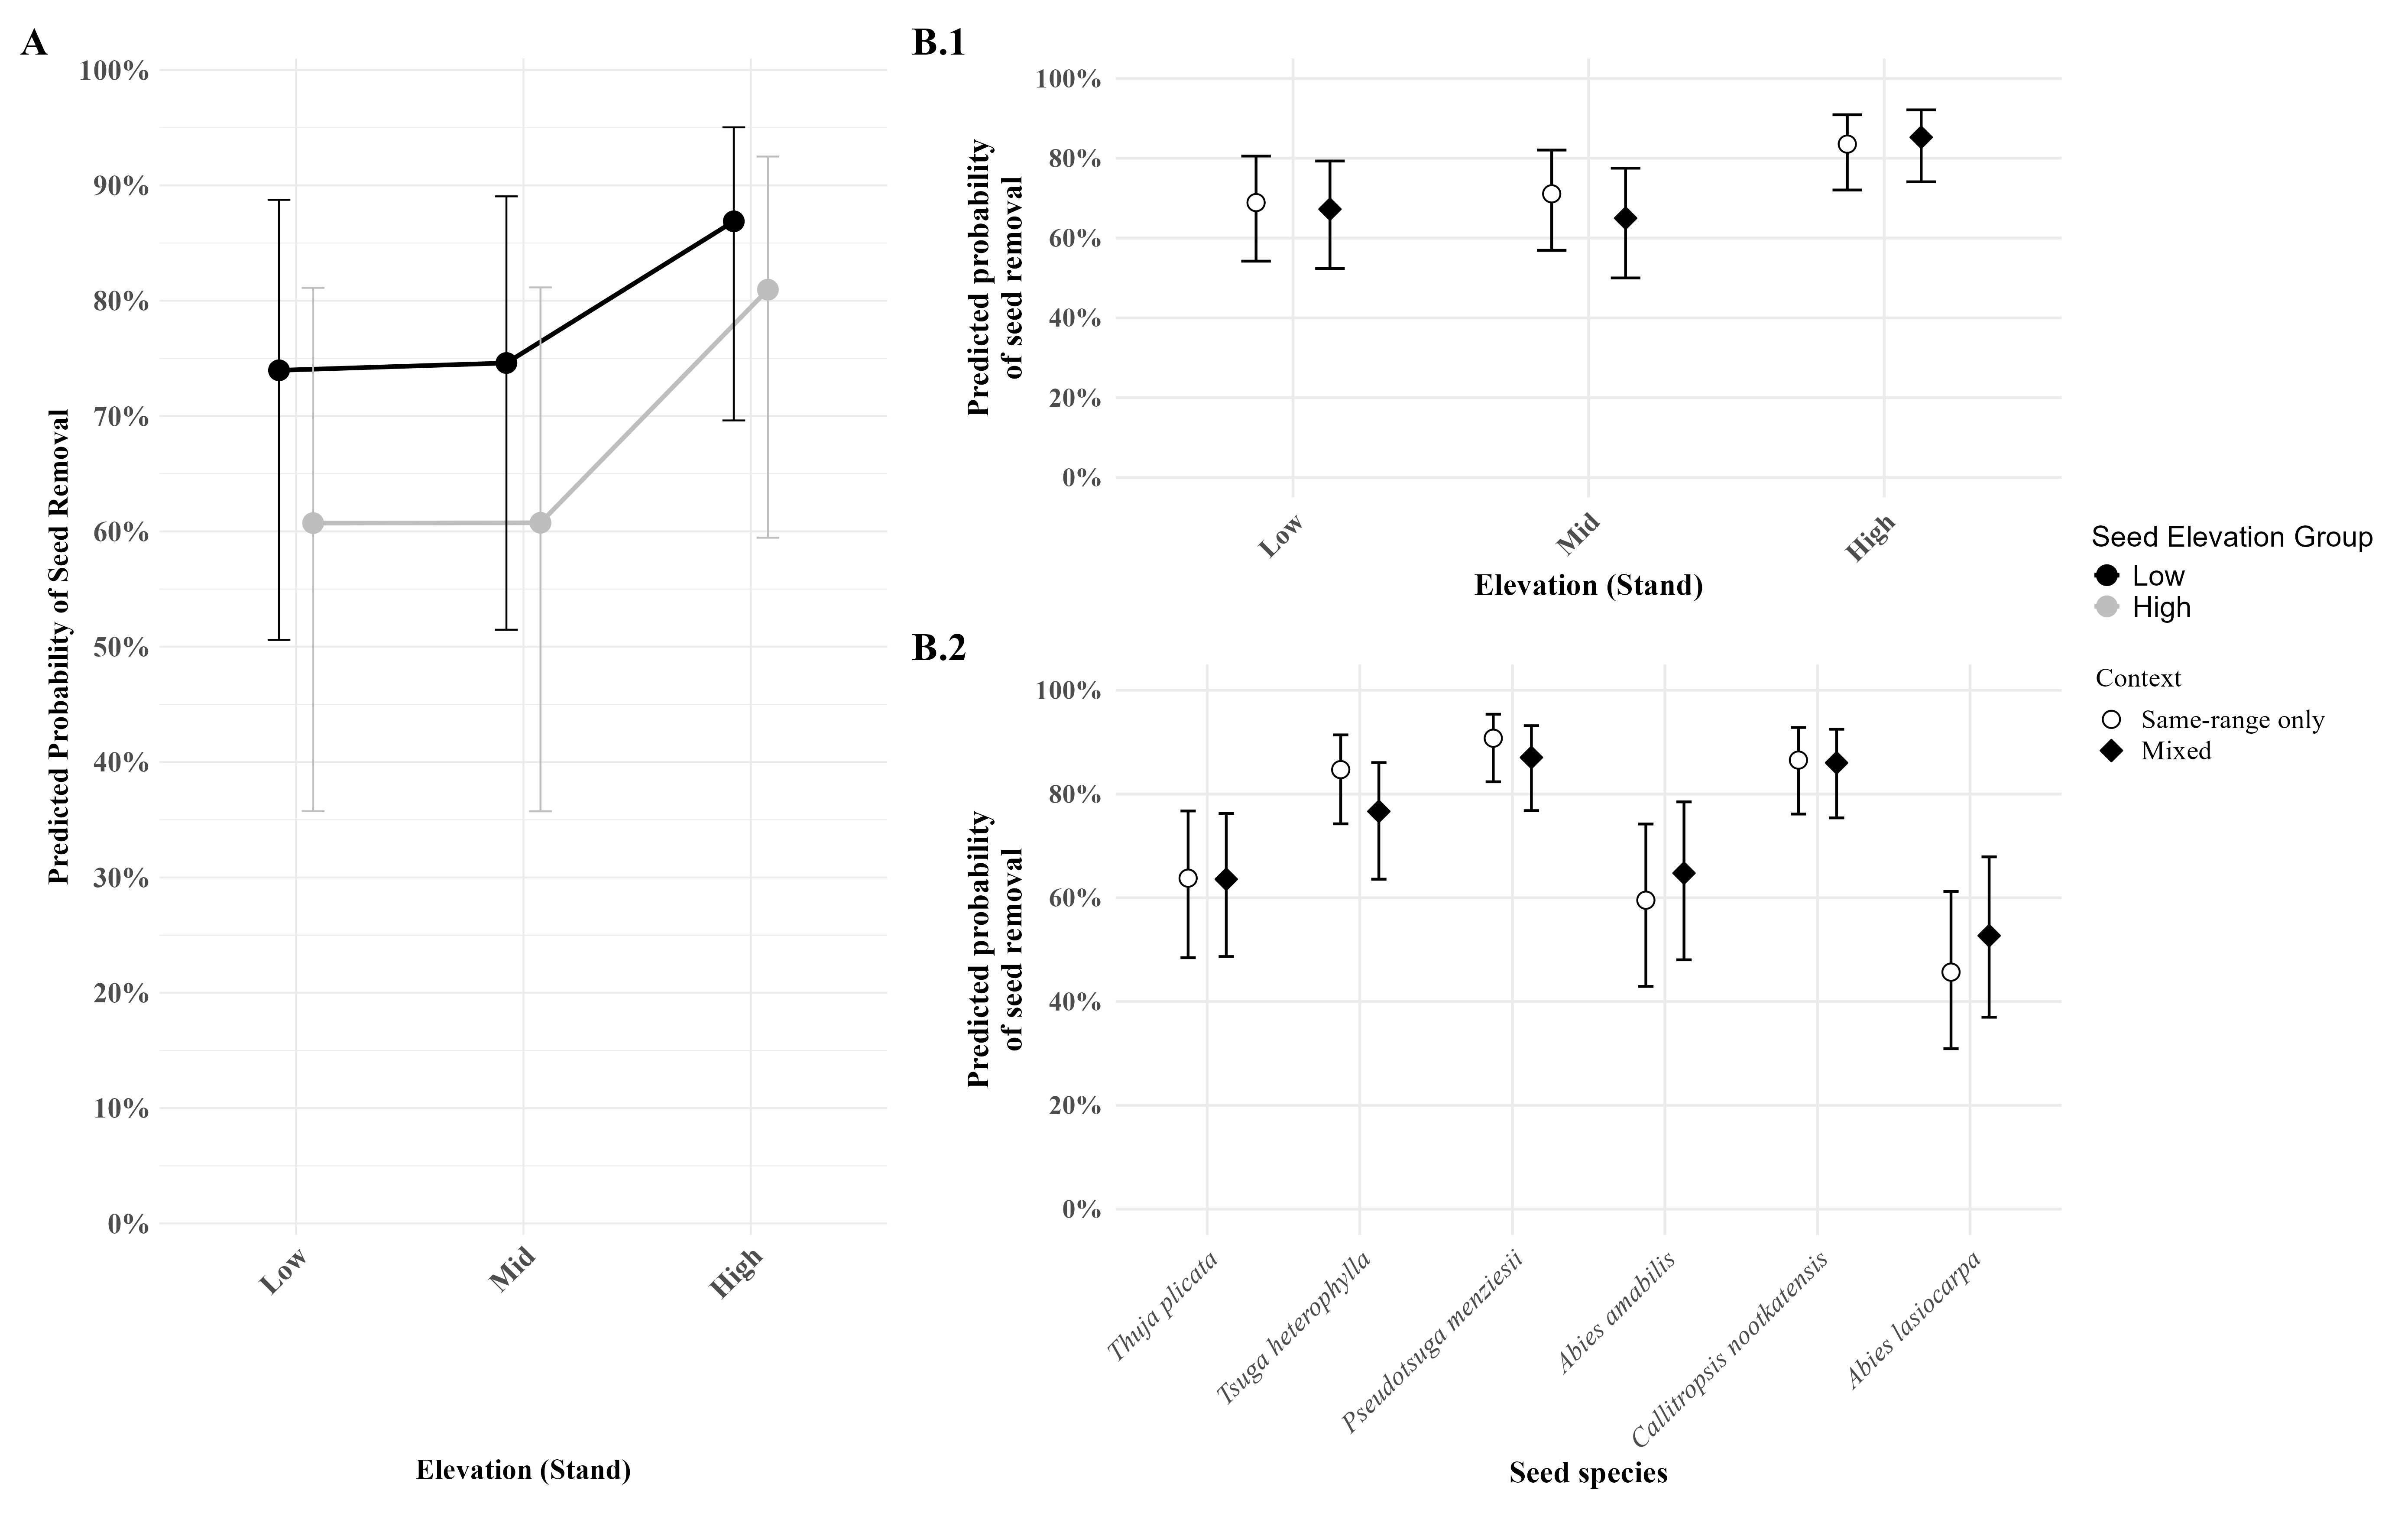 A
100%
90%
80%
70%
60%
50%
40%
30%
20%
10%
0%
Predicted Probability of Seed Removal
Low
Mid
High
Elevation (Stand)
B.1
100%
80%
60%
40%
20%
0%
Predicted probability
of seed removal
Low
Mid
High
Elevation (Stand)
B.2
100%
80%
60%
40%
20%
0%
Predicted probability
of seed removal
Thuja plicata
Tsuga heterophylla
Pseudotsuga menziesii
Abies amabilis
Callitropsis nootkatensis
Abies lasiocarpa
Seed species
Seed Elevation Group
Low
High
Context
Same-range only
Mixed